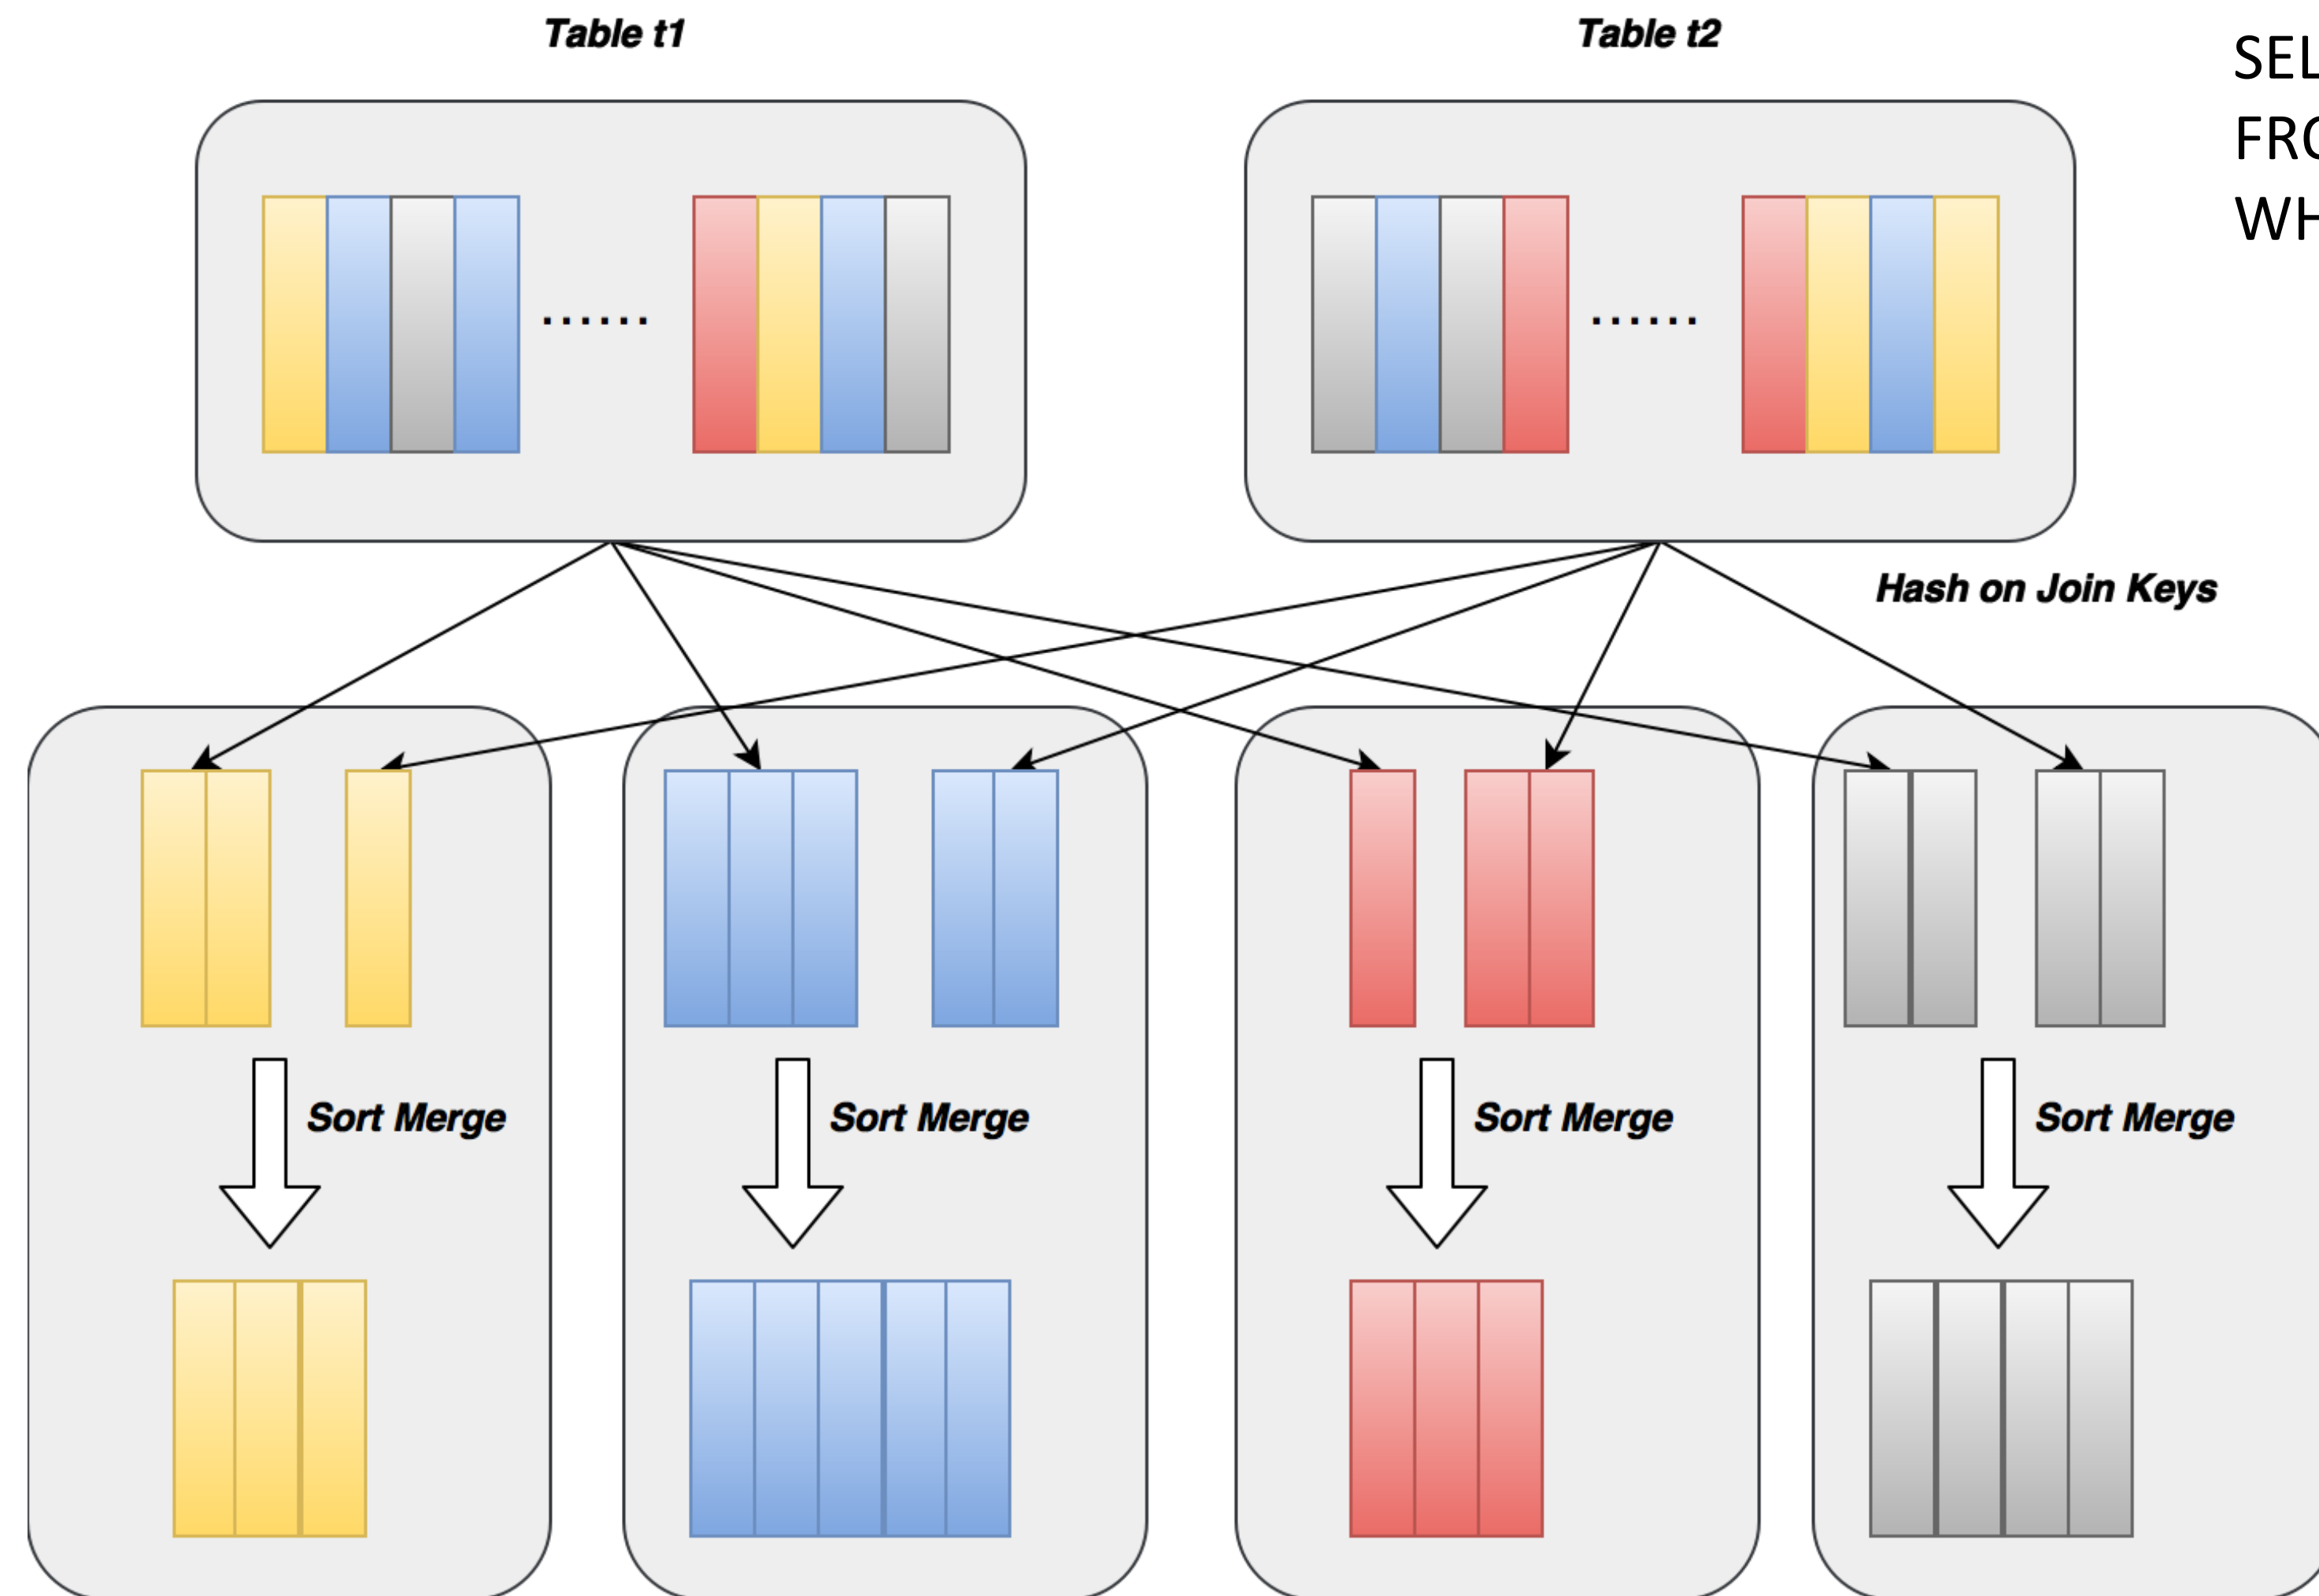 Table t1
Table t2
SEL
FRO
WH
......
......
Hash on Join Keys
Sort Merge
Sort Merge
Sort Merge
Sort Merge